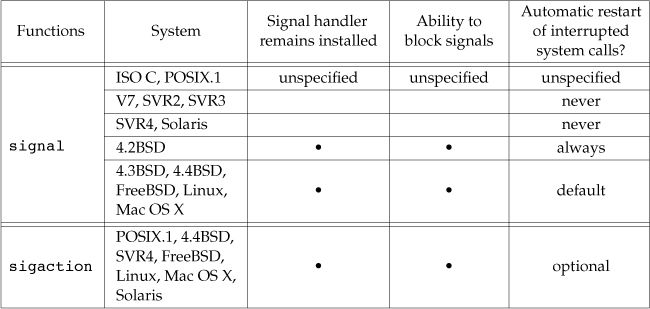 Functions
System
Signal handler
remains installed
Ability to
block signals
Automatic restart
of interrupted
system calls?
signal
ISO C, POSIX.1
unspecified
unspecified
unspecified
V7, SVR2, SVR3
never
SVR4, Solaris
never
4.2BSD
•
•
always
4.3BSD, 4.4BSD,
FreeBSD, Linux,
Mac OS X
•
•
default
sigaction
POSIX.1, 4.4BSD,
SVR4, FreeBSD,
Linux, Mac OS X,
Solaris
•
•
optional